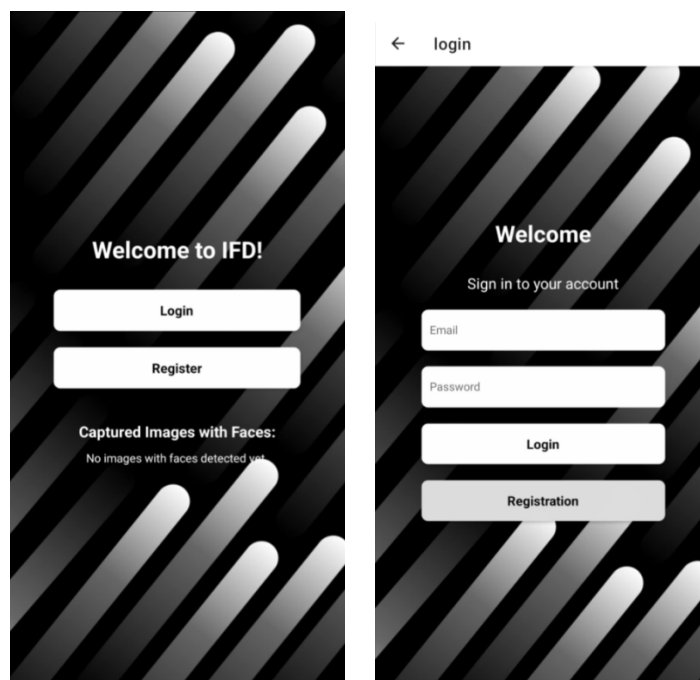 Welcome to IFD!
Login
Register
Captured Images with Faces:
No images with faces detected yet
login
Welcome
Sign in to your account
Email
Password
Login
Registration